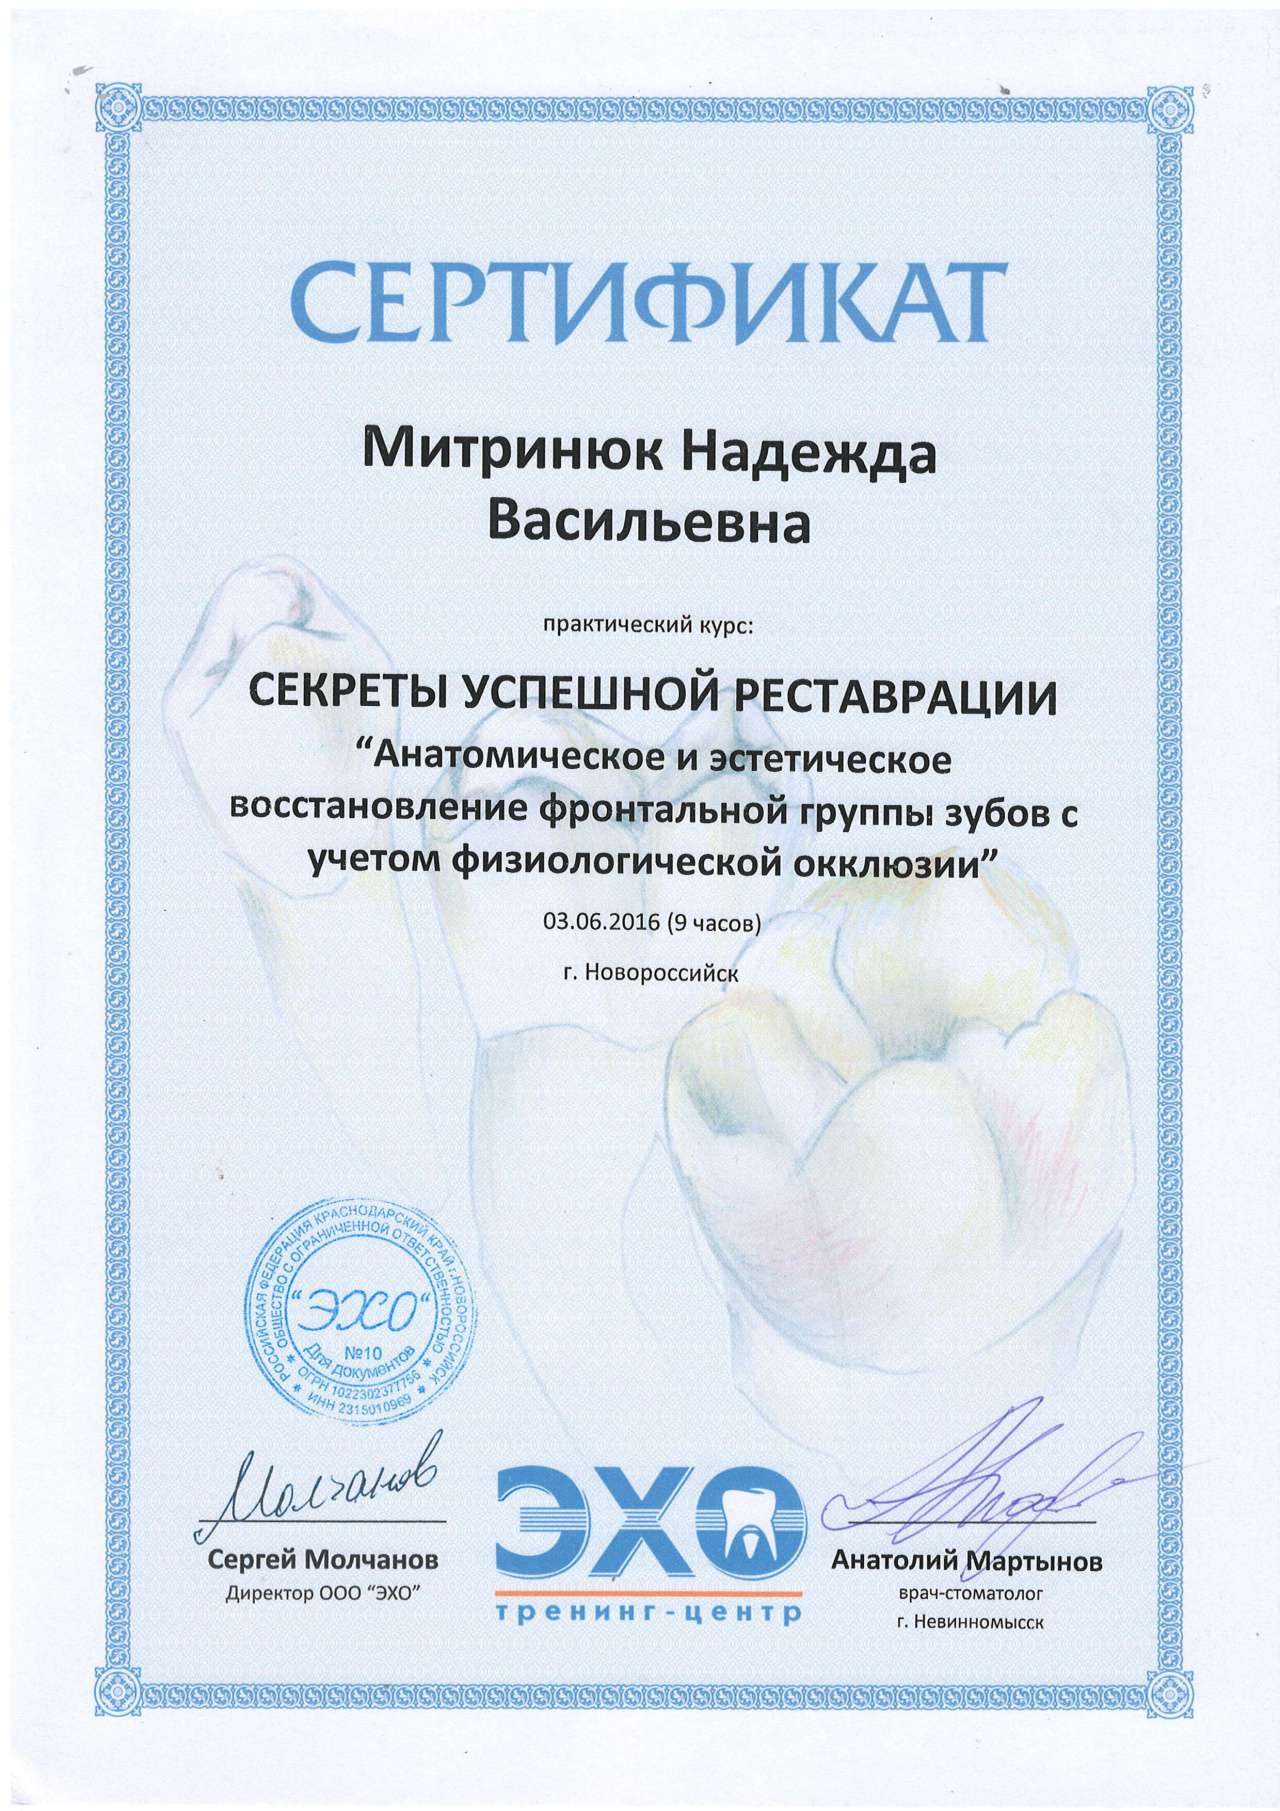 СЕРТИФИКАТ
Митринюк Надежда
Васильевна
практический курс:
СЕКРЕТЫ УСПЕШНОЙ РЕСТАВРАЦИИ
“Анатомическое и эстетическое
восстановление фронтальной группы зубов с
учетом физиологической окклюзии”
03.06.2016 (9 часов)
г. Новороссийск
РОССИЙСКАЯ ФЕДЕРАЦИЯ КРАСНОДАРСКИЙ КРАЙ г.НОВОРОССИЙСК
ОБЩЕСТВО С ОГРАНИЧЕННОЙ ОТВЕТСТВЕННОСТЬЮ
“ЭХО“
№10
Для документов
ОГРН 1022302377756
ИНН 2315010969
Молчанов
Сергей Молчанов
Директор ООО “ЭХО”
ЭХО
тренинг-центр
Анатолий Мартынов
врач-стоматолог
г. Невинномысск